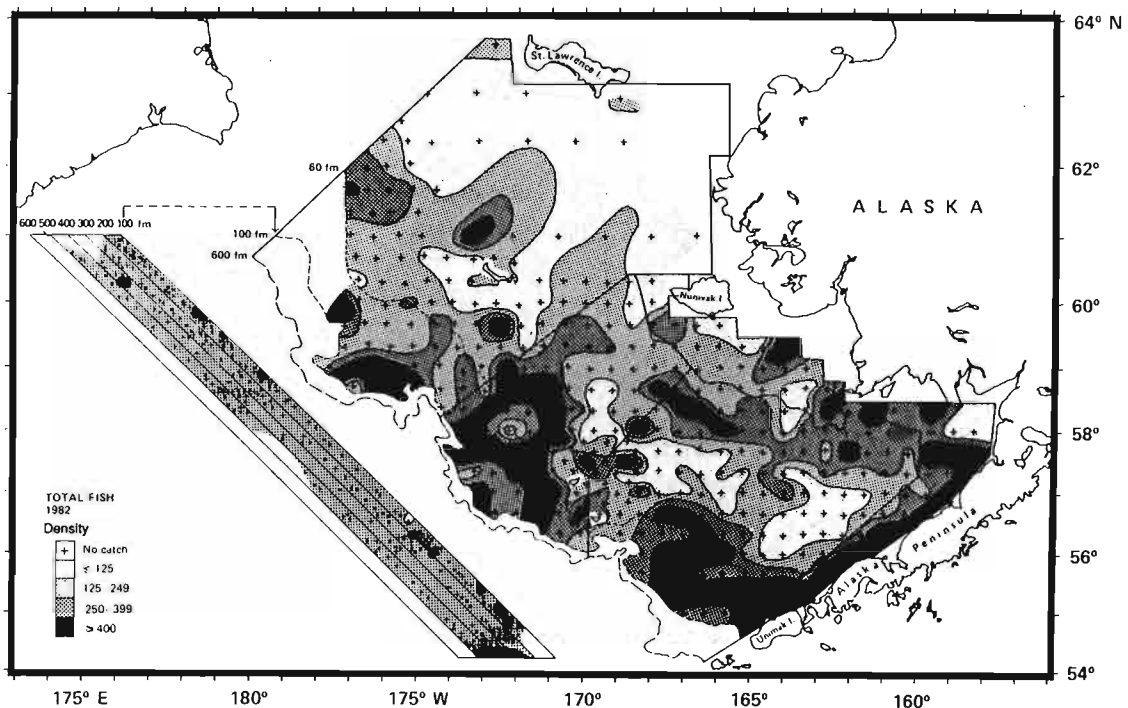 64° N
St. Lawrence I.
60 fm
62°
ALASKA
600 500 400 300 200 100 fm
100 fm
600 fm
Nunivak I.
60°
58°
TOTAL FISH
1982
Density
+ No catch
≤ 125
125 - 249
250 - 399
≥ 400
Alaska Peninsula
56°
Unimak I.
54°
175° E 180° 175° W 170° 165° 160°